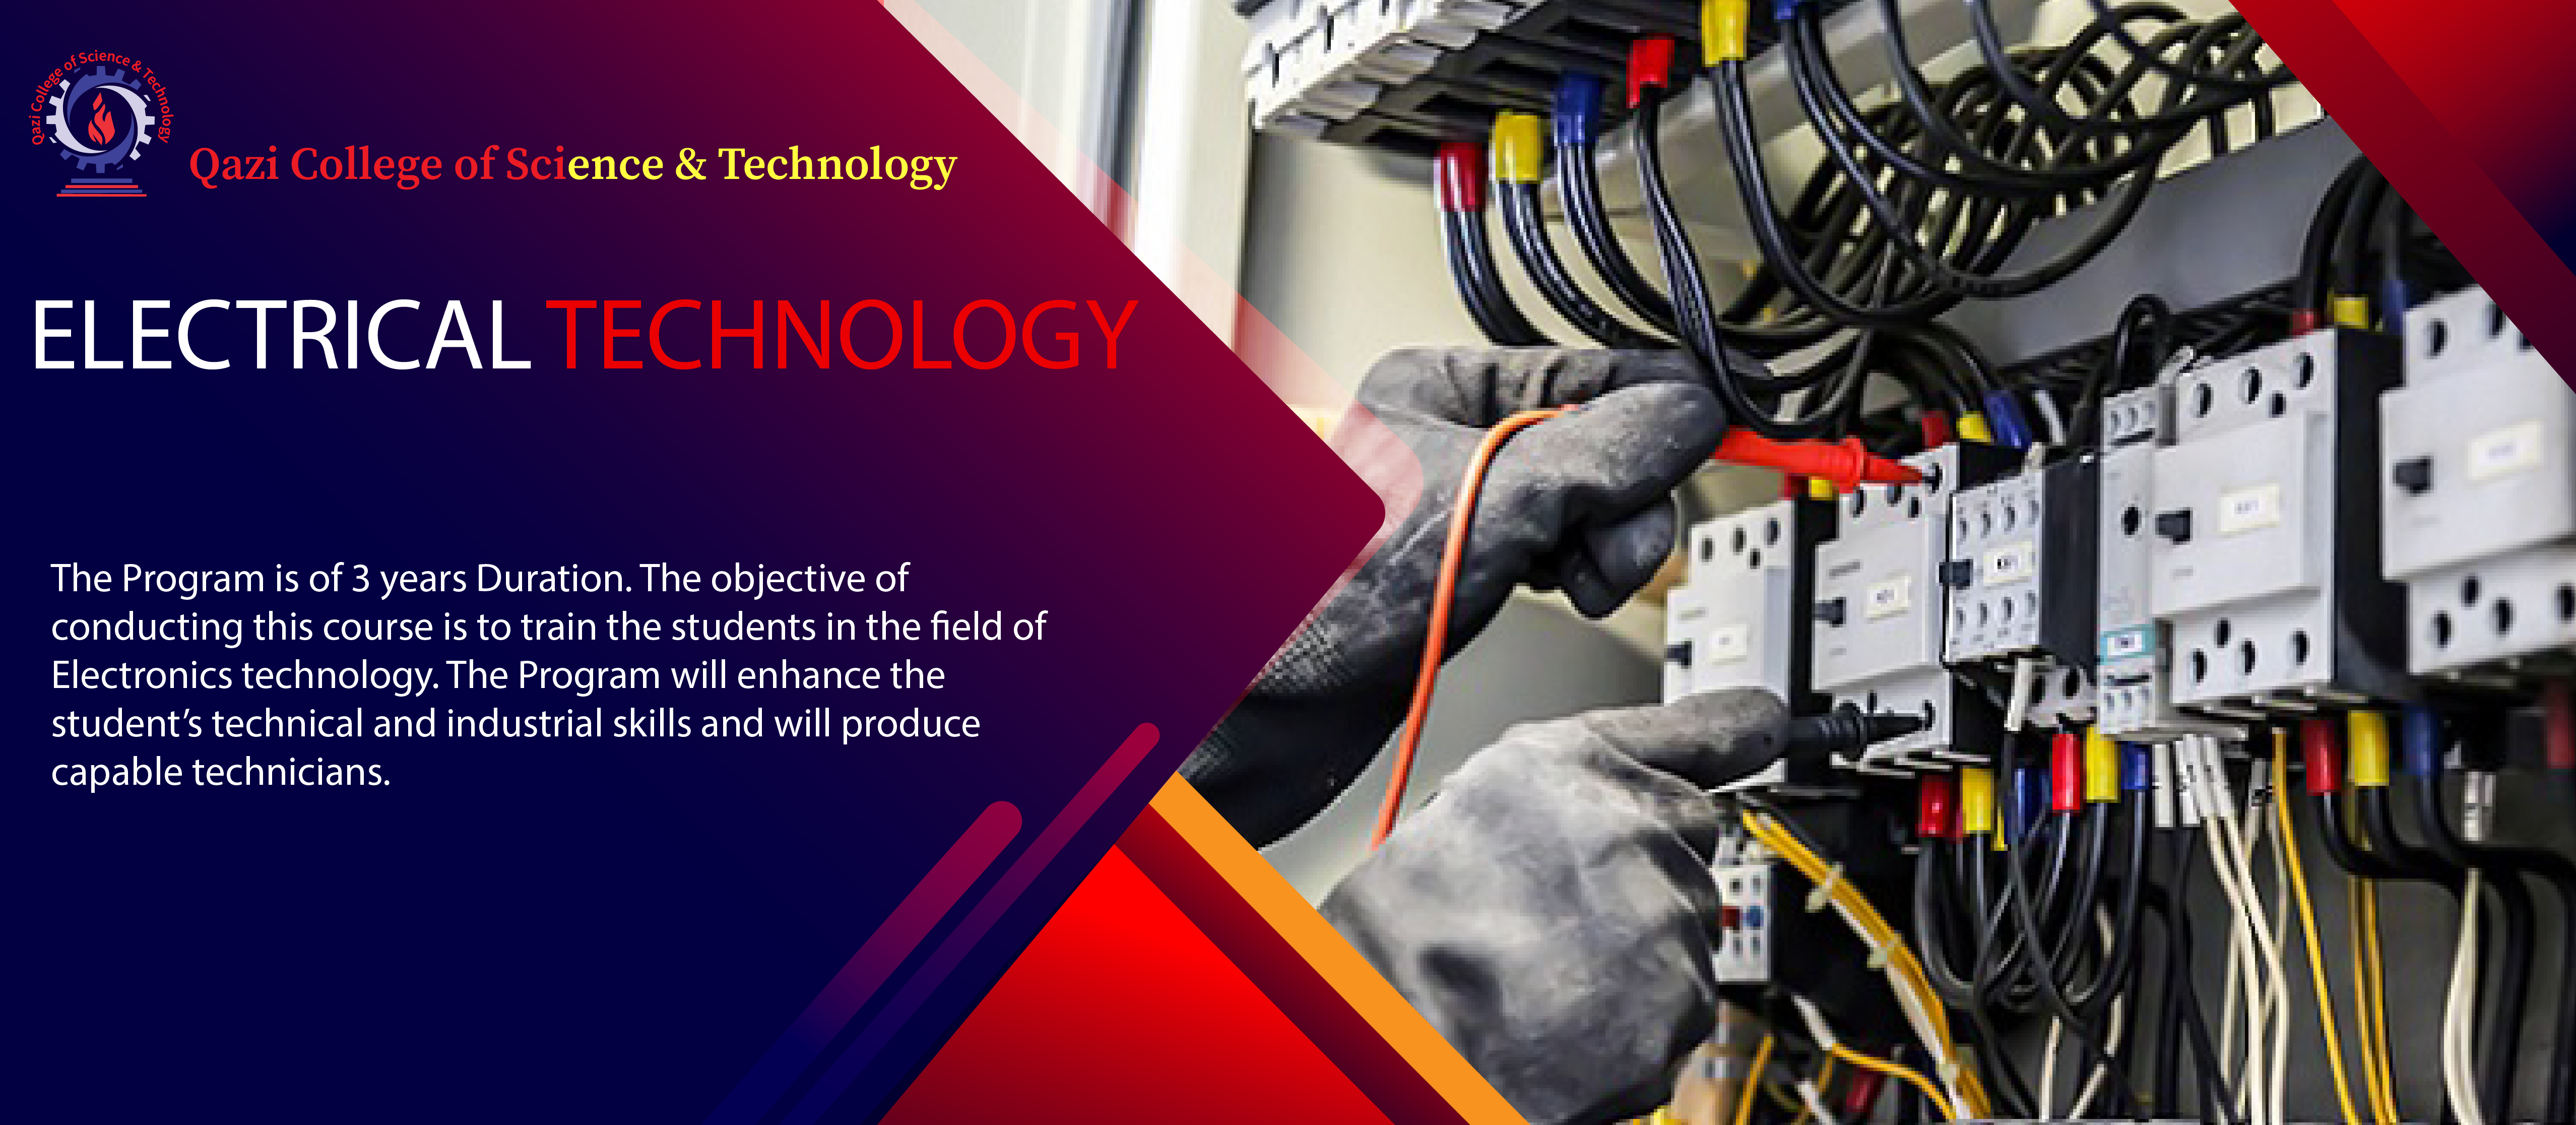 Qazi College of Science & Technology
Qazi College of Science & Technology
ELECTRICAL TECHNOLOGY
The Program is of 3 years Duration. The objective of
conducting this course is to train the students in the field of
Electronics technology. The Program will enhance the
student’s technical and industrial skills and will produce
capable technicians.